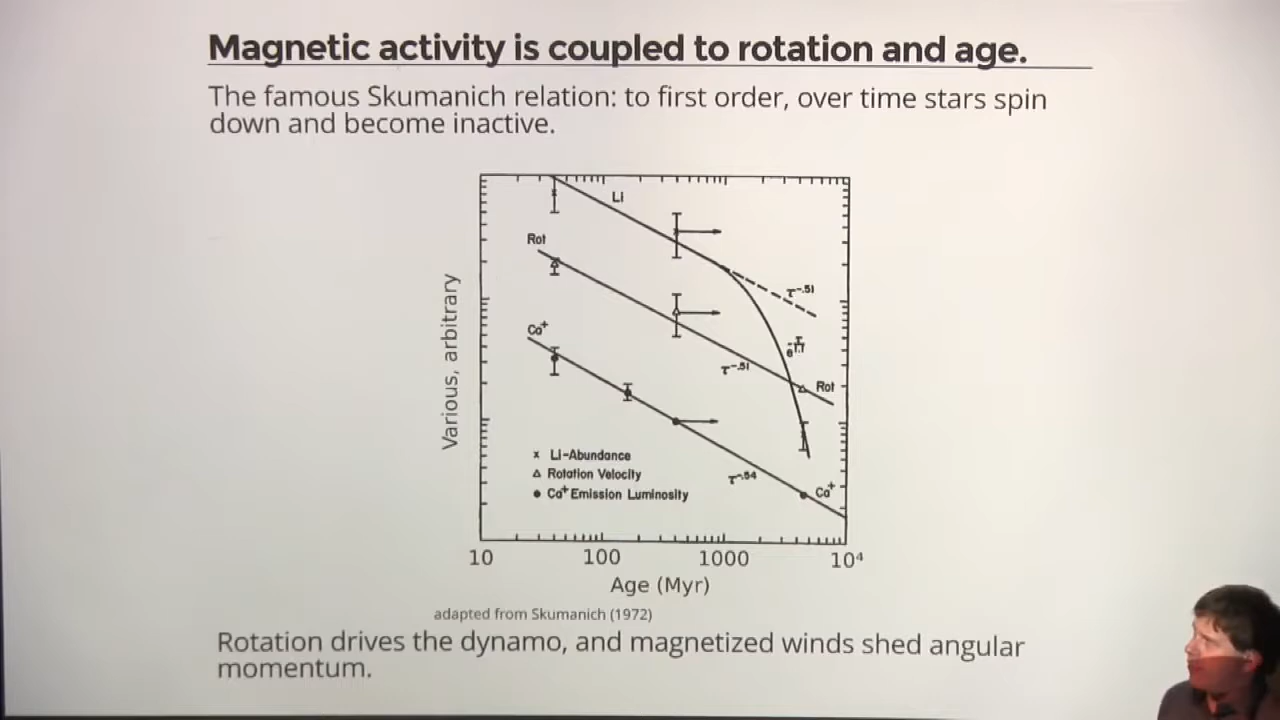 Magnetic activity is coupled to rotation and age.
The famous Skumanich relation: to first order, over time stars spin
down and become inactive.
Li
Rot
τ⁻·⁵¹
Ca⁺
τ⁻·⁵¹
Rot
Various, arbitrary
x Li-Abundance
△ Rotation Velocity
● Ca⁺ Emission Luminosity
τ⁻·⁵⁴
Ca⁺
10
100
1000
10⁴
Age (Myr)
adapted from Skumanich (1972)
Rotation drives the dynamo, and magnetized winds shed angular
momentum.